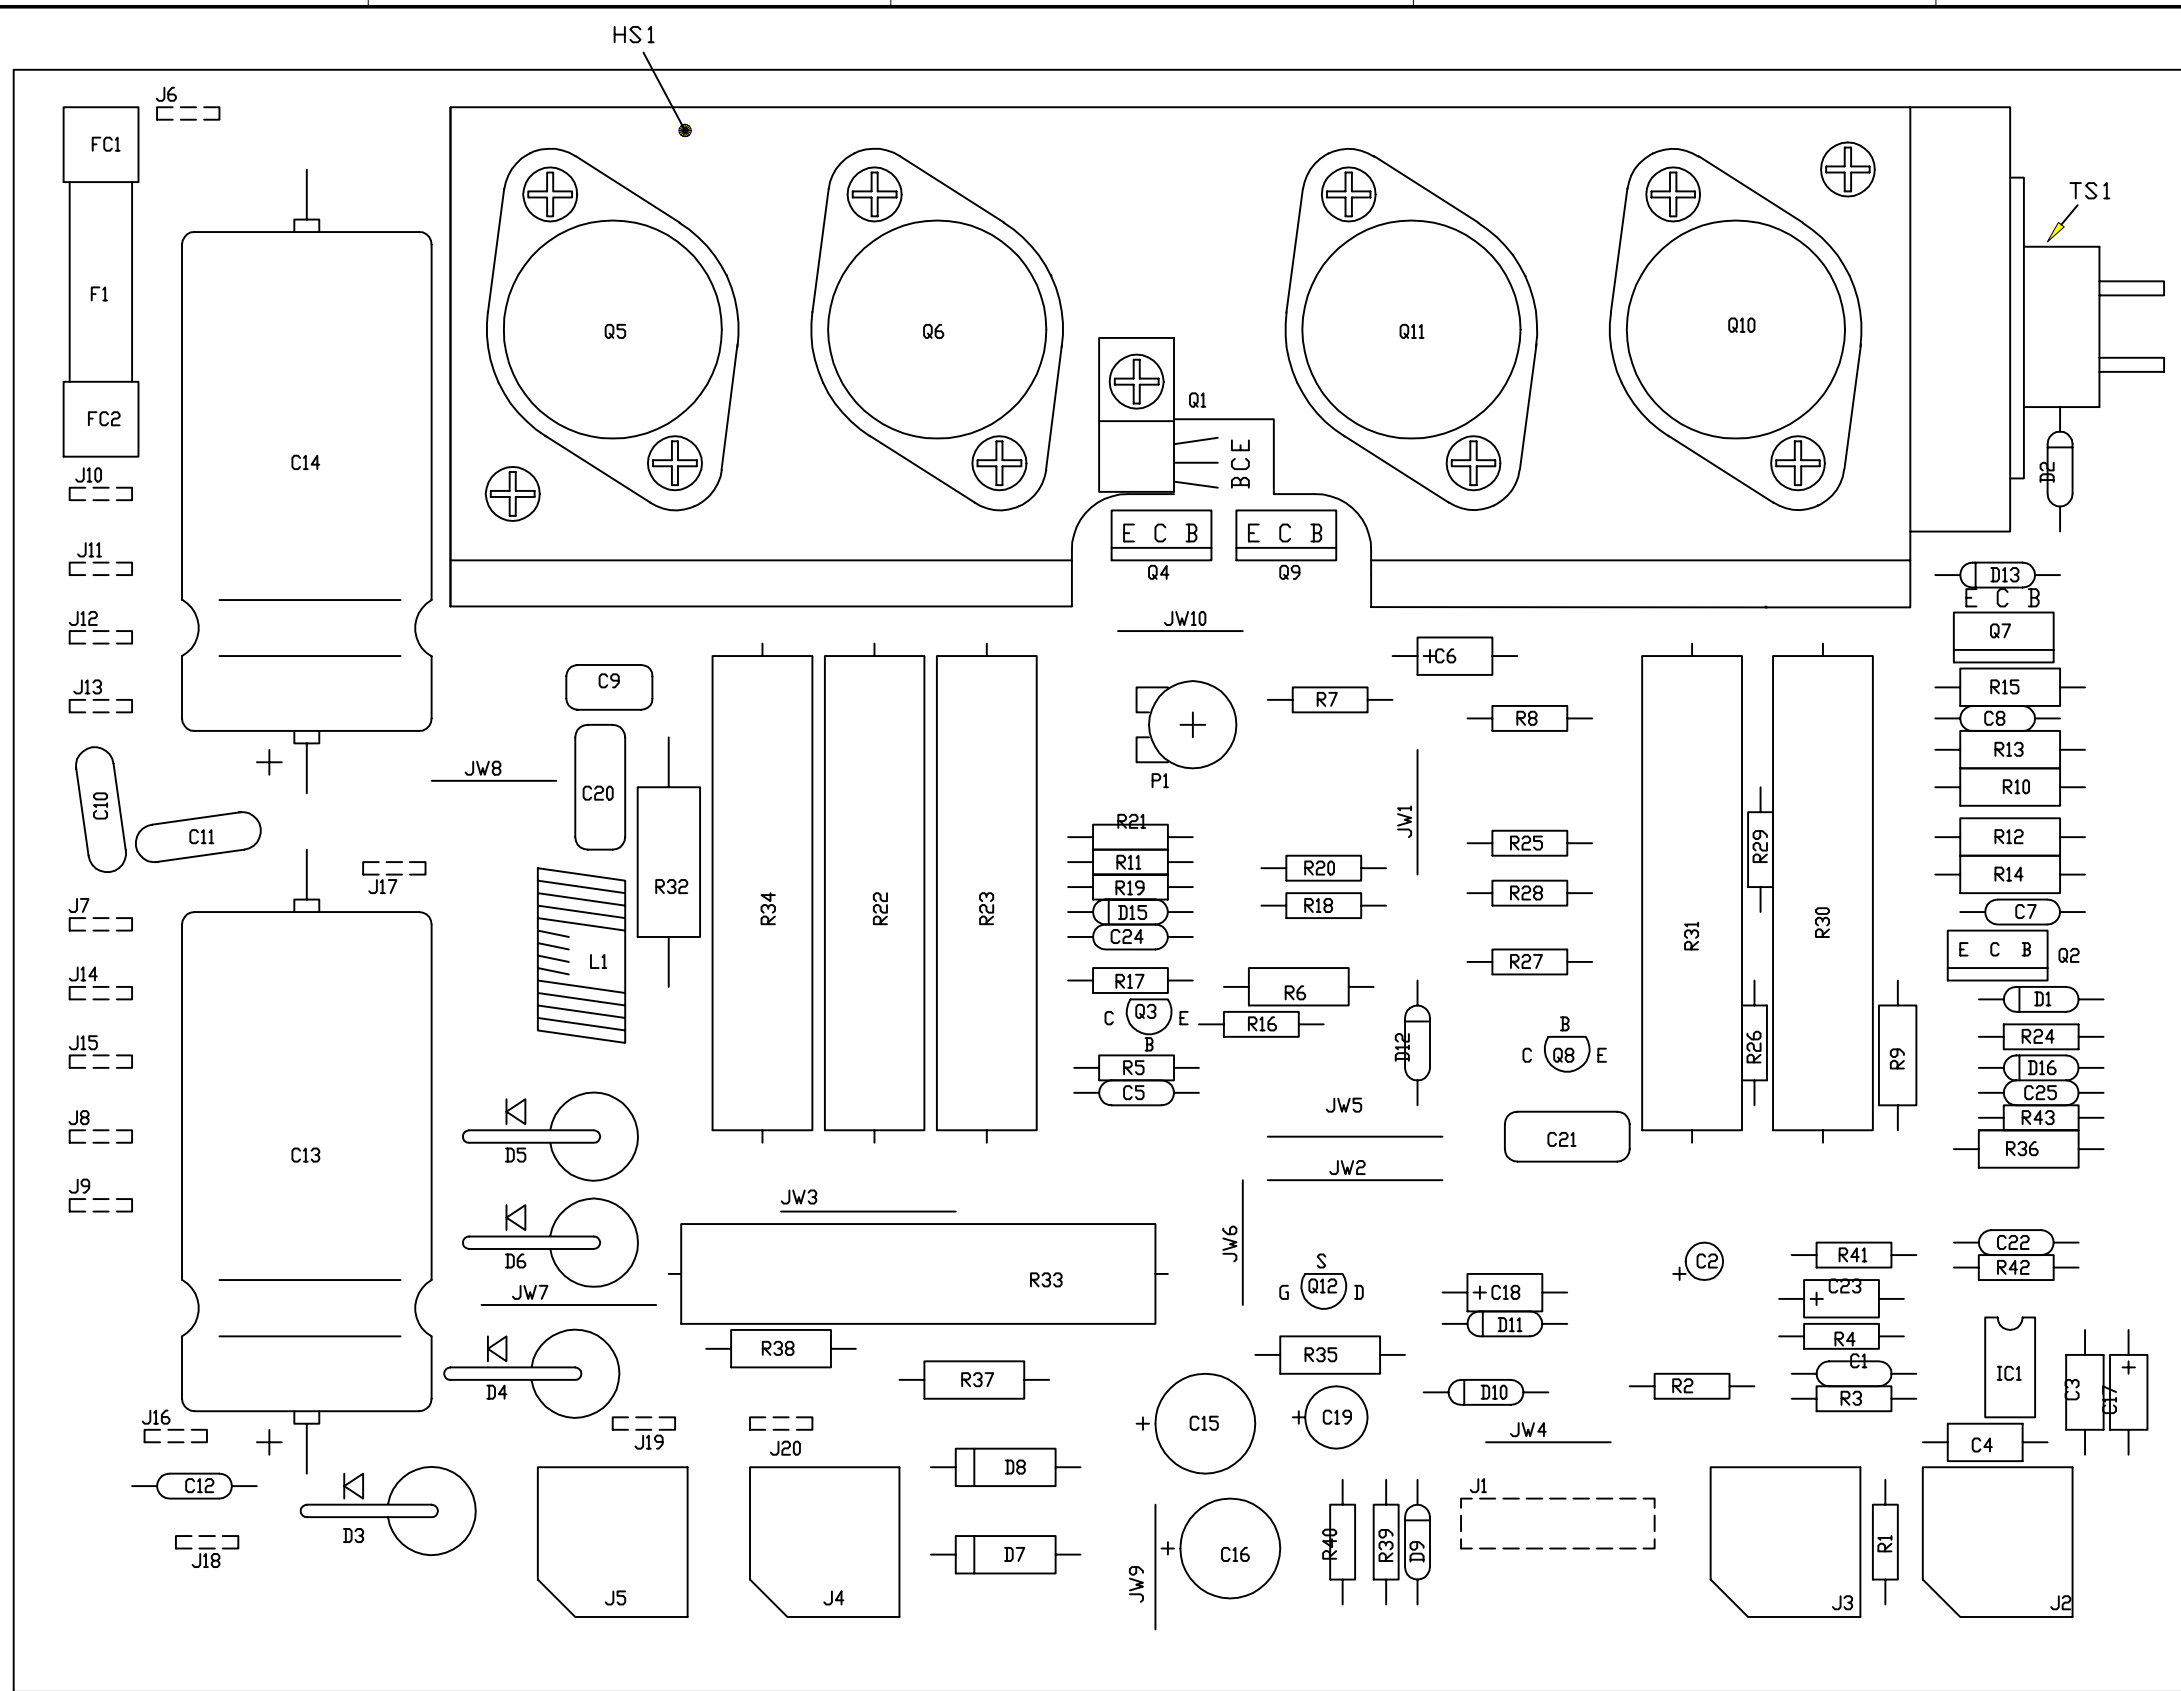 HS1
J6
FC1
TS1
F1
Q5
Q6
Q11
Q10
Q1
FC2
C14
BCE
D2
J10
E C B
E C B
J11
Q4
Q9
D13
E C B
J12
JW10
Q7
+C6
C9
J13
R7
R15
R8
C8
+
JW8
P1
R13
C20
R10
C10
C11
JW1
R21
R25
R29
R12
R11
R20
J17
R32
R19
R28
R14
J7
R34
R22
R23
D15
R18
R31
R30
C7
C24
E C B
Q2
L1
R27
J14
R17
R6
D1
C Q3 E
B
R16
B
R24
J15
D12
C Q8 E
R26
R9
R5
D16
C5
C25
JW5
J8
R43
D5
C13
C21
R36
JW2
J9
JW3
JW6
C22
D6
S
C2
+
R41
R42
R33
G Q12 D
JW7
+C18
C23
+
D11
R38
R35
R4
C1
IC1
+
R37
D4
D10
R2
R3
C3
C17
J16
+
+
C15
+
C19
JW4
J19
J20
C4
D8
C12
J1
D3
J18
D7
+
C16
R40
R39
D9
R1
JW9
J5
J4
J3
J2